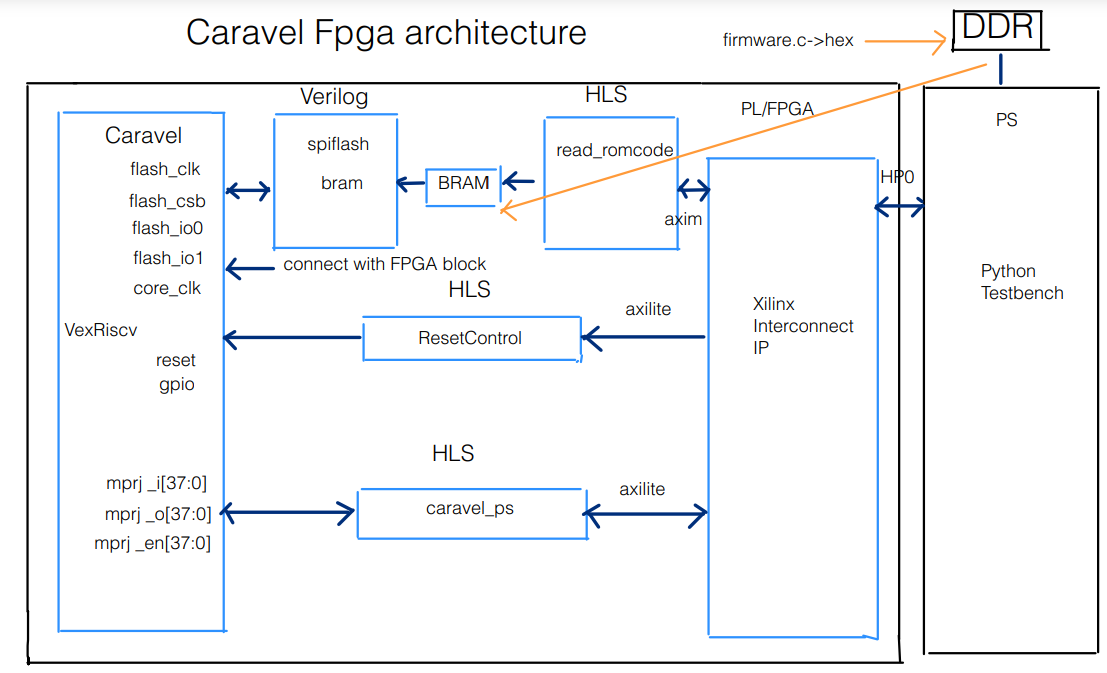 Caravel Fpga architecture
firmware.c->hex
DDR
Verilog
HLS
PL/FPGA
PS
Caravel
flash_clk
flash_csb
flash_io0
flash_io1
core_clk
VexRiscv
reset
gpio
mprj _i[37:0]
mprj _o[37:0]
mprj _en[37:0]
spiflash
bram
BRAM
read_romcode
axim
HP0
connect with FPGA block
HLS
ResetControl
axilite
Xilinx
Interconnect
IP
Python
Testbench
HLS
caravel_ps
axilite